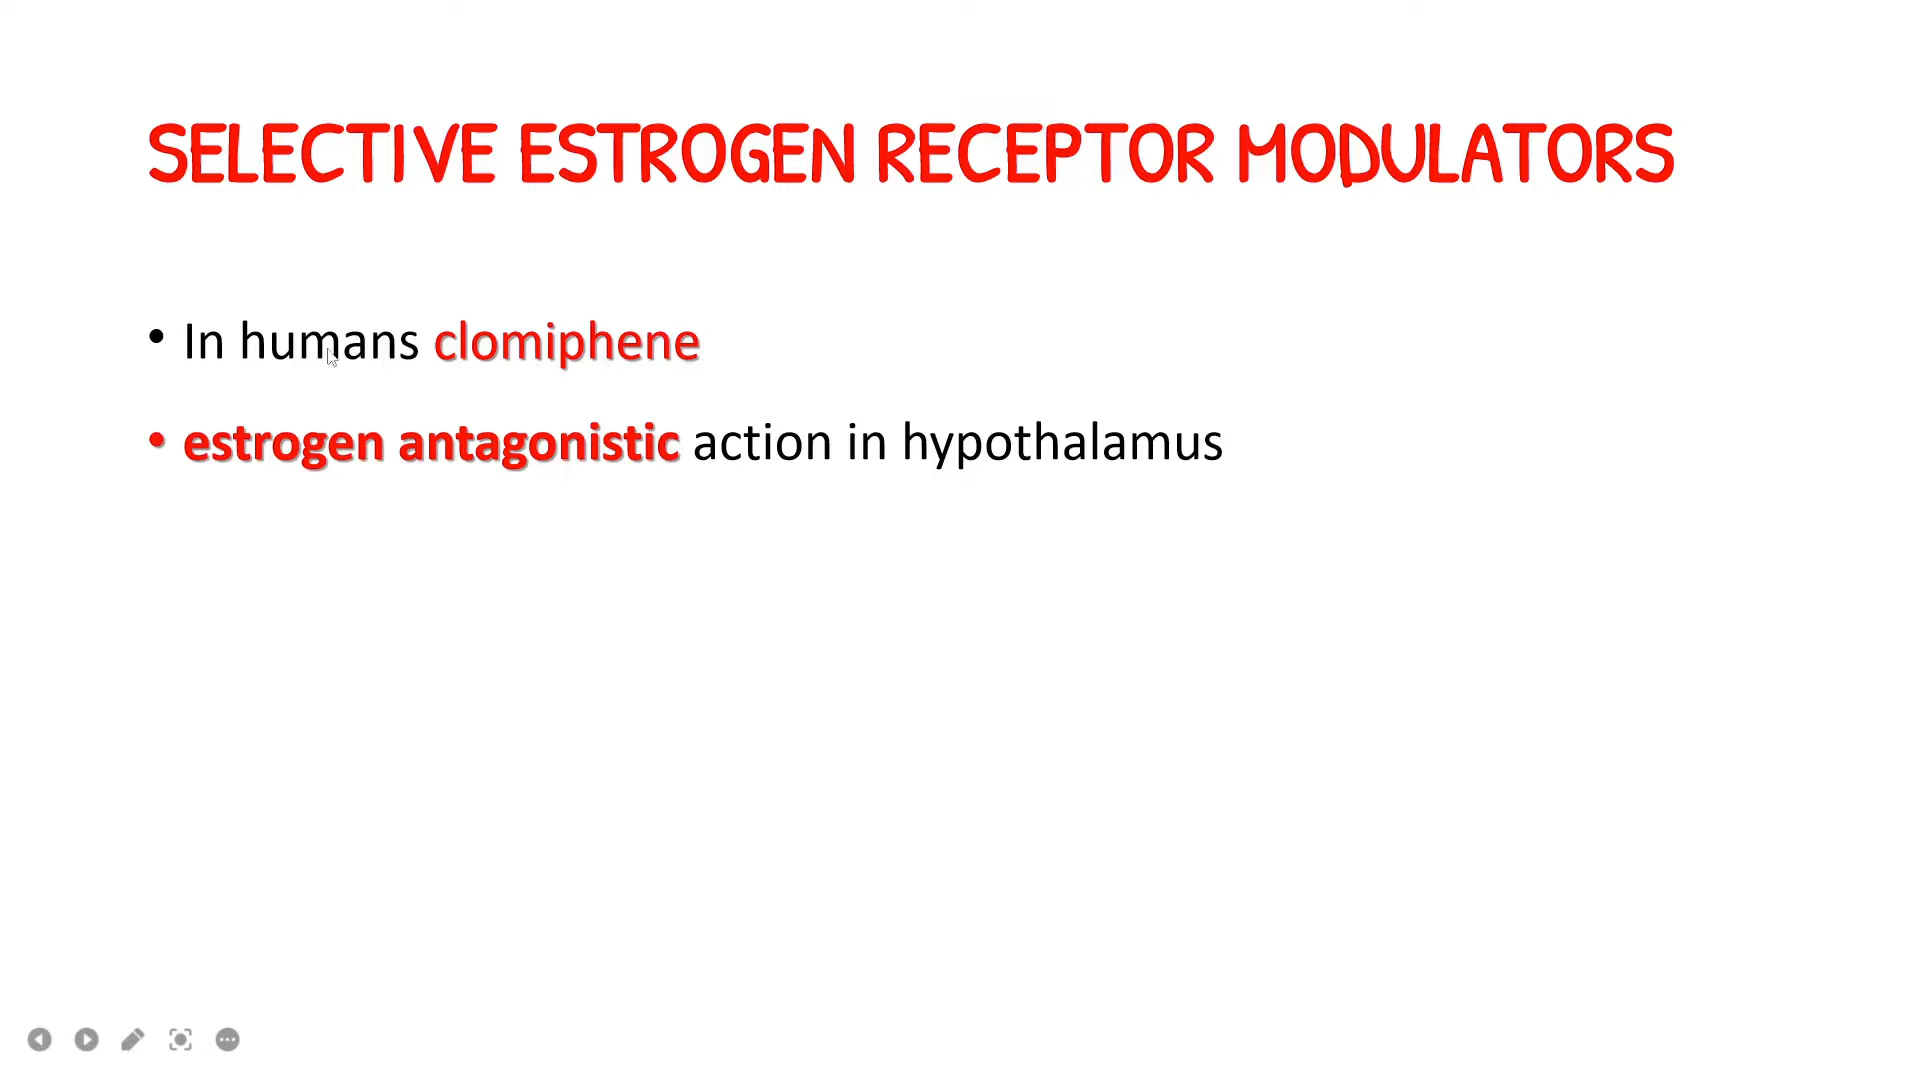 SELECTIVE ESTROGEN RECEPTOR MODULATORS
• In humans clomiphene
• estrogen antagonistic action in hypothalamus